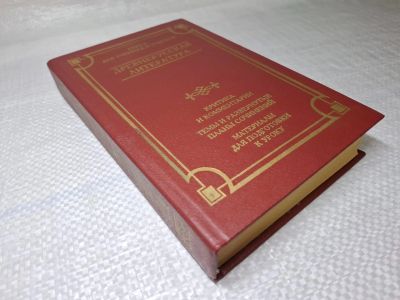 ДРЕВНЕРУССКАЯ
ЛИТЕРАТУРА
КРИТИКА
И КОММЕНТАРИИ
ТЕМЫ И РАЗВЕРНУТЫЕ
ПЛАНЫ СОЧИНЕНИЙ
МАТЕРИАЛЫ
ДЛЯ ПОДГОТОВКИ
К УРОКУ